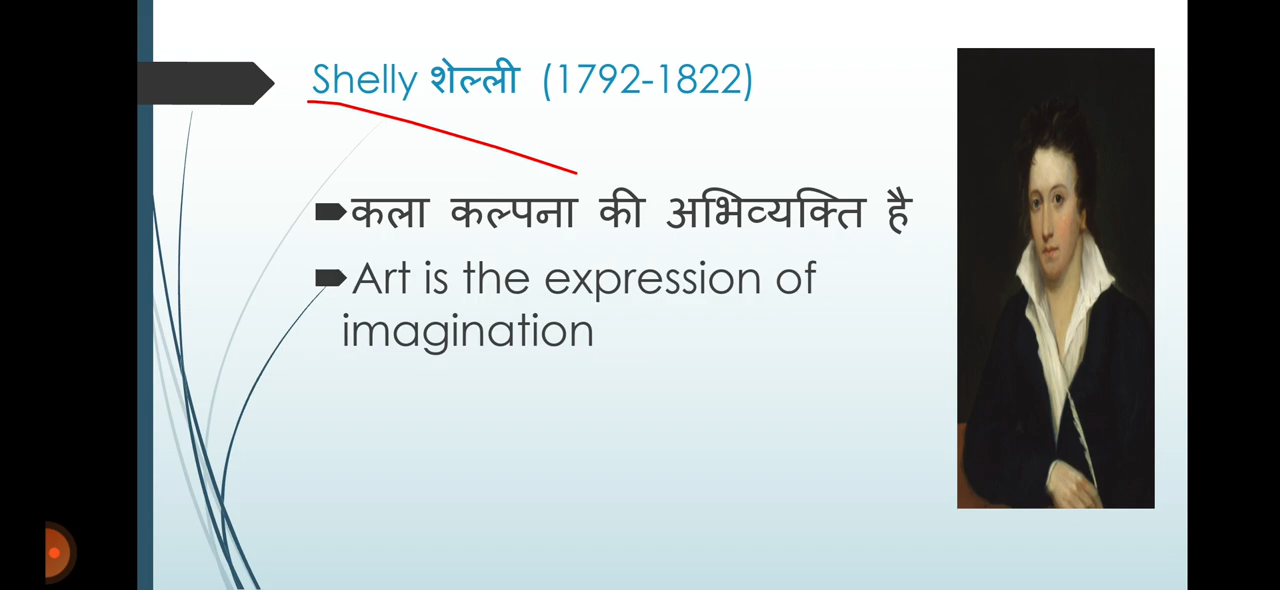 Shelly शेल्ली (1792-1822)
कला कल्पना की अभिव्यक्ति है
Art is the expression of
imagination